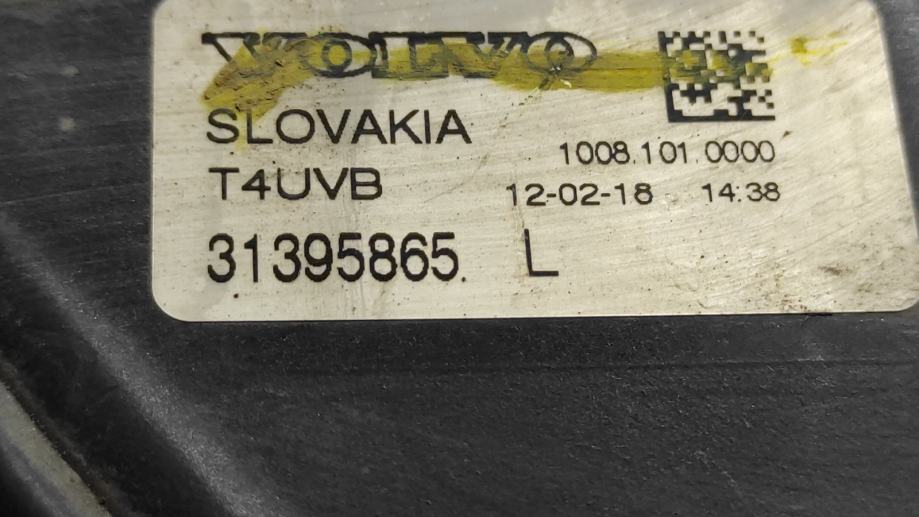 VOLVO
SLOVAKIA
1008.101.0000
T4UVB
12-02-18 14:38
31395865. L